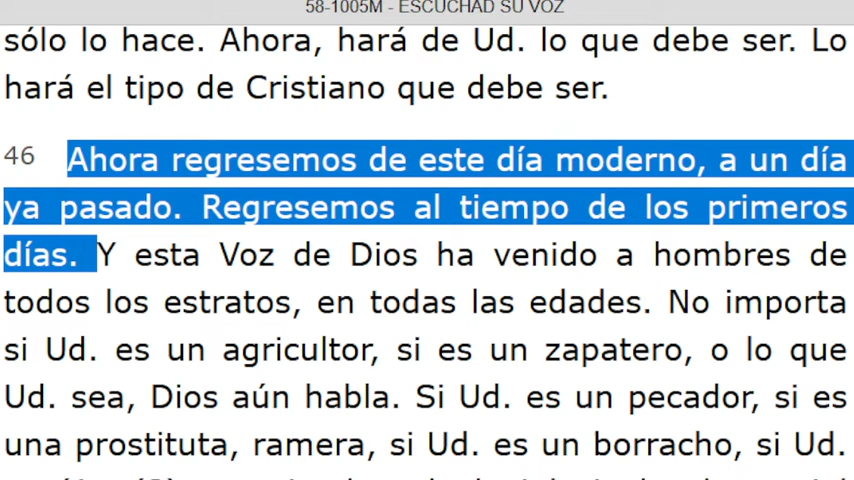 58-1005M - ESCUCHAD SU VOZ
sólo lo hace. Ahora, hará de Ud. lo que debe ser. Lo
hará el tipo de Cristiano que debe ser.
46 Ahora regresemos de este día moderno, a un día
ya pasado. Regresemos al tiempo de los primeros
días. Y esta Voz de Dios ha venido a hombres de
todos los estratos, en todas las edades. No importa
si Ud. es un agricultor, si es un zapatero, o lo que
Ud. sea, Dios aún habla. Si Ud. es un pecador, si es
una prostituta, ramera, si Ud. es un borracho, si Ud.